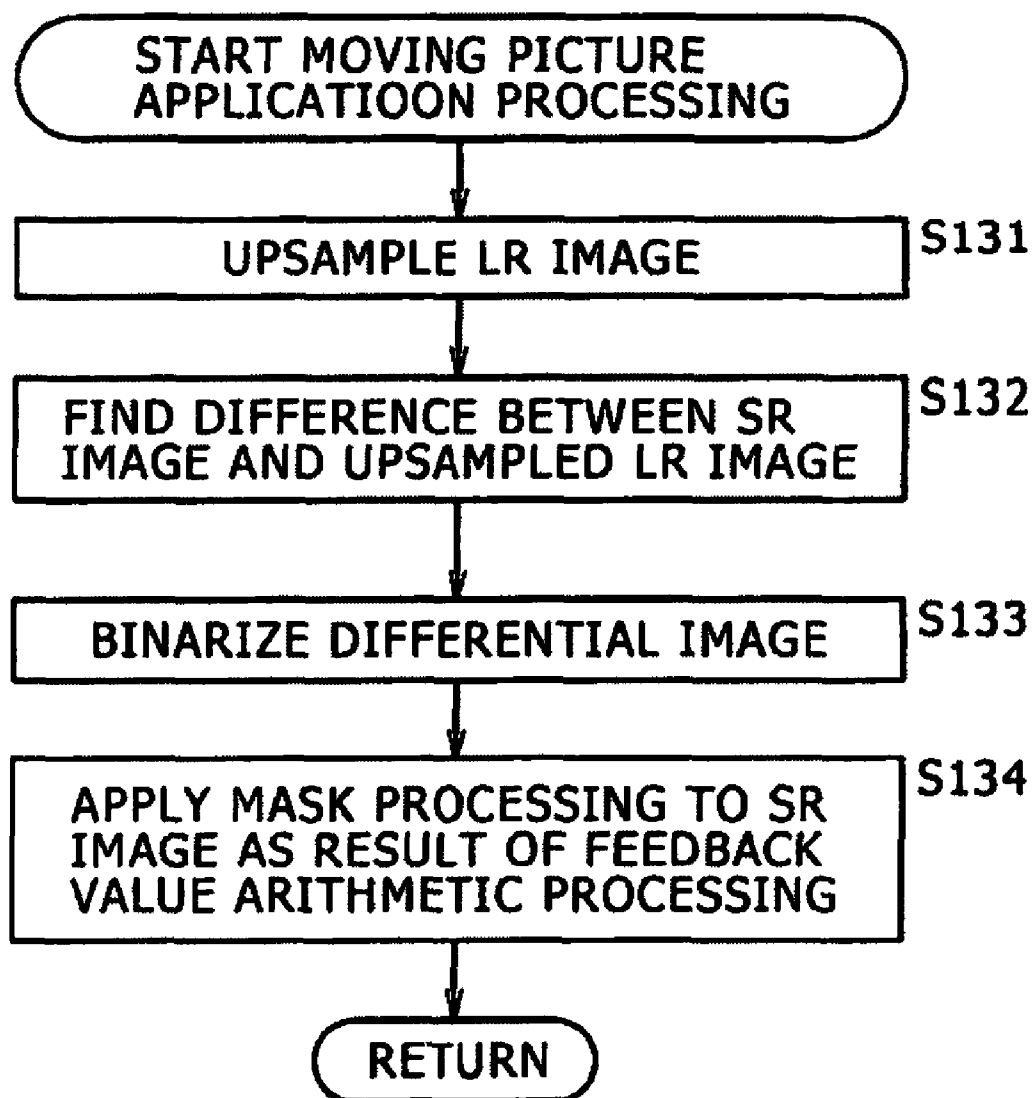 START MOVING PICTURE
APPLICATIOON PROCESSING
UPSAMPLE LR IMAGE
S131
FIND DIFFERENCE BETWEEN SR
IMAGE AND UPSAMPLED LR IMAGE
S132
BINARIZE DIFFERENTIAL IMAGE
S133
APPLY MASK PROCESSING TO SR
IMAGE AS RESULT OF FEEDBACK
VALUE ARITHMETIC PROCESSING
S134
RETURN